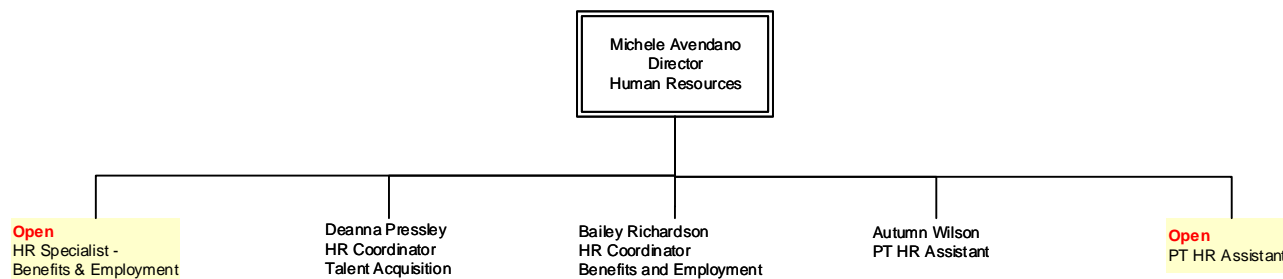 Michele Avendano
Director
Human Resources
Open
HR Specialist -
Benefits & Employment
Deanna Pressley
HR Coordinator
Talent Acquisition
Bailey Richardson
HR Coordinator
Benefits and Employment
Autumn Wilson
PT HR Assistant
Open
PT HR Assistant